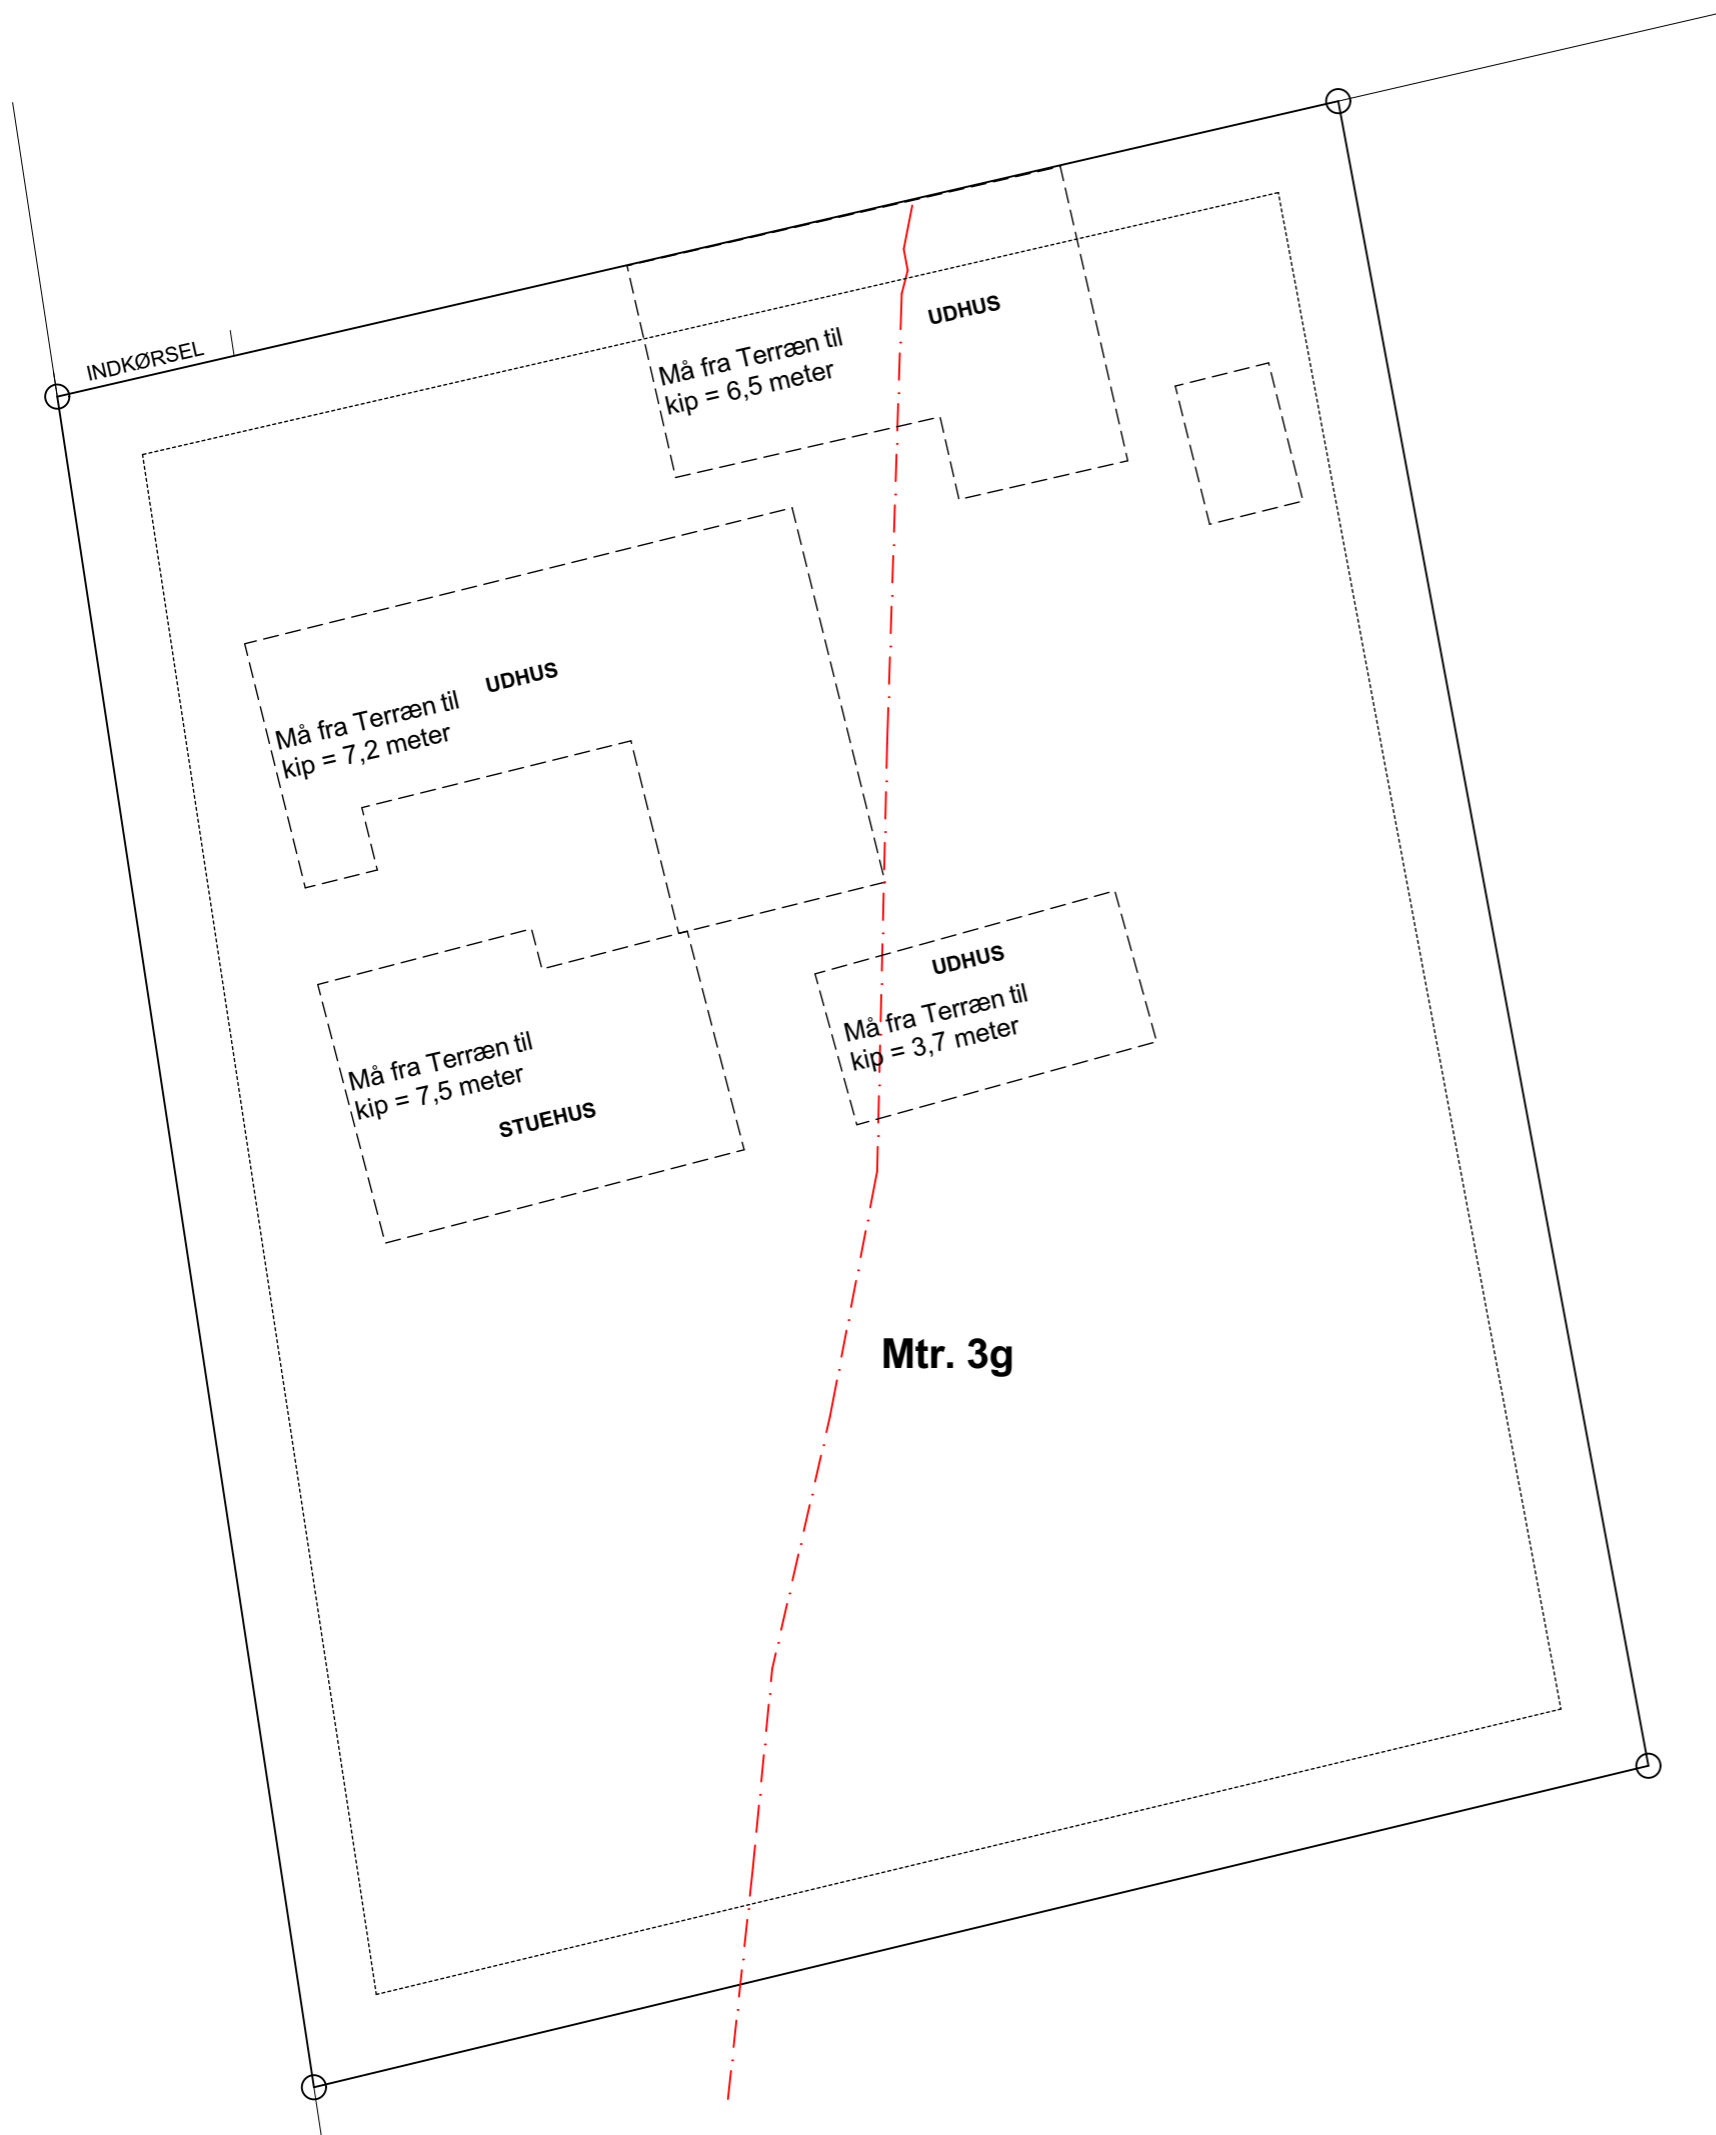 INDKØRSEL
UDHUS
Må fra Terræn til
kip = 6,5 meter
UDHUS
Må fra Terræn til
kip = 7,2 meter
UDHUS
Må fra Terræn til
kip = 3,7 meter
Må fra Terræn til
kip = 7,5 meter
STUEHUS
Mtr. 3g